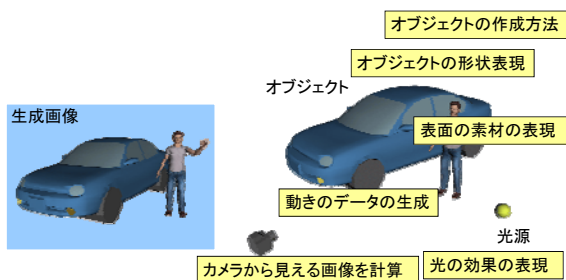 オブジェクトの作成方法
オブジェクトの形状表現
オブジェクト
生成画像
表面の素材の表現
動きのデータの生成
光源
カメラから見える画像を計算
光の効果の表現